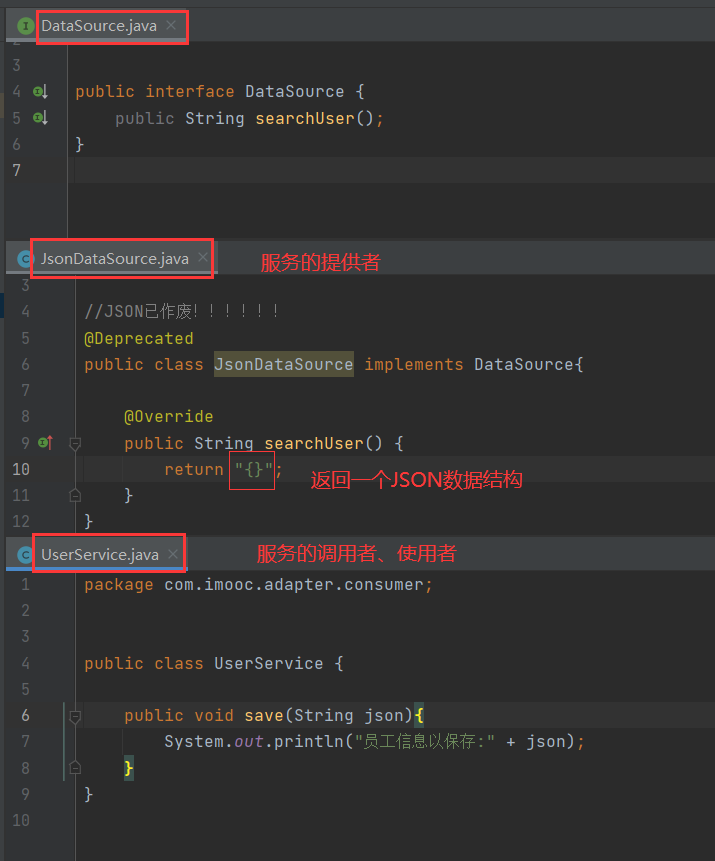 DataSource.java
2
3
4 public interface DataSource {
5 public String searchUser();
6 }
7
JsonDataSource.java 服务的提供者
3
4 //JSON已作废！！！！！！
5 @Deprecated
6 public class JsonDataSource implements DataSource{
7
8 @Override
9 public String searchUser() {
10 return "{}"; 返回一个JSON数据结构
11 }
12 }
UserService.java 服务的调用者、使用者
1 package com.imooc.adapter.consumer;
2
3
4 public class UserService {
5
6 public void save(String json){
7 System.out.println("员工信息以保存:" + json);
8 }
9 }
10